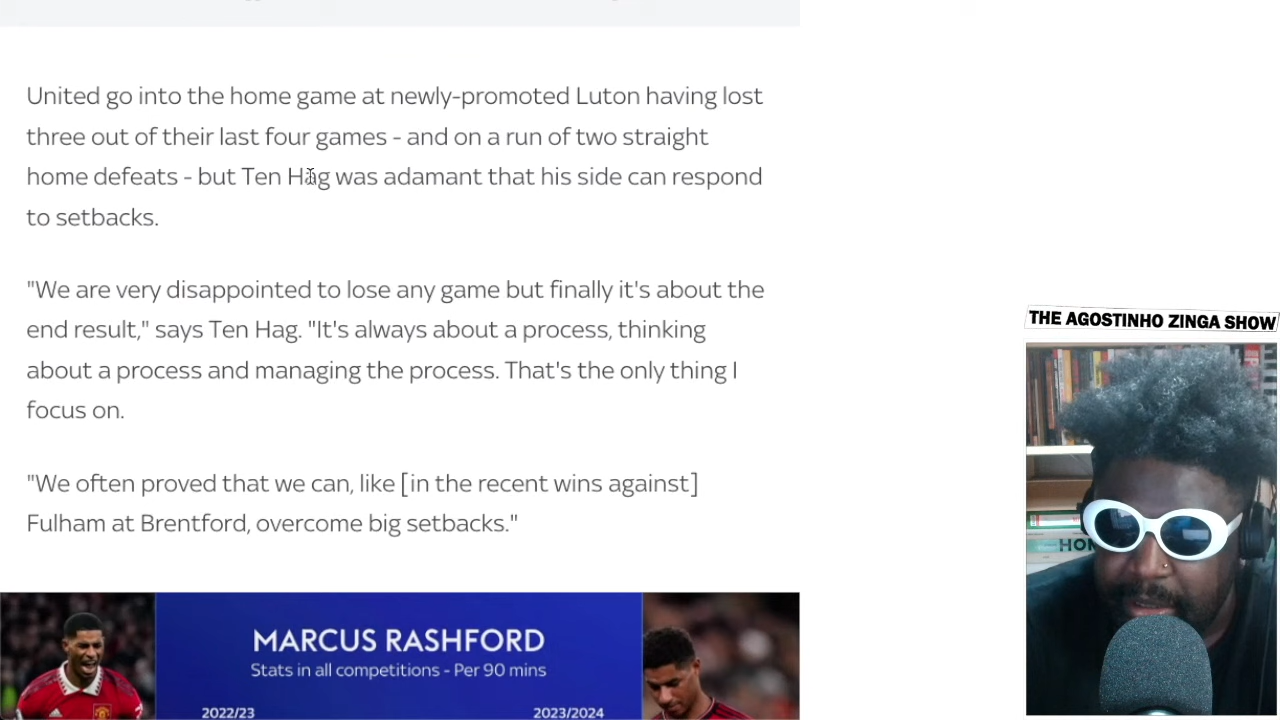 United go into the home game at newly-promoted Luton having lost
three out of their last four games - and on a run of two straight
home defeats - but Ten Hag was adamant that his side can respond
to setbacks.
"We are very disappointed to lose any game but finally it's about the
end result," says Ten Hag. "It's always about a process, thinking
about a process and managing the process. That's the only thing I
focus on.
"We often proved that we can, like [in the recent wins against]
Fulham at Brentford, overcome big setbacks."
MARCUS RASHFORD
Stats in all competitions - Per 90 mins
2022/23
2023/2024
THE AGOSTINHO ZINGA SHOW
HOM